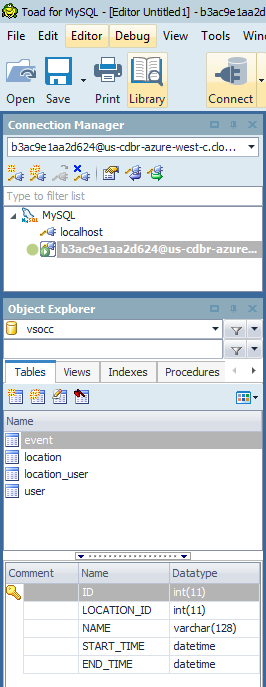 Toad for MySQL - [Editor Untitled1] - b3ac9e1aa2d
File Edit Editor Debug View Tools
Open Save Print Library Connect
Connection Manager
b3ac9e1aa2d624@us-cdbr-azure-west-c.clo...
Type to filter list
MySQL
localhost
b3ac9e1aa2d624@us-cdbr-azure...
Object Explorer
vsocc
Tables Views Indexes Procedures
Name
event
location
location_user
user
Comment Name Datatype
ID int(11)
LOCATION_ID int(11)
NAME varchar(128)
START_TIME datetime
END_TIME datetime